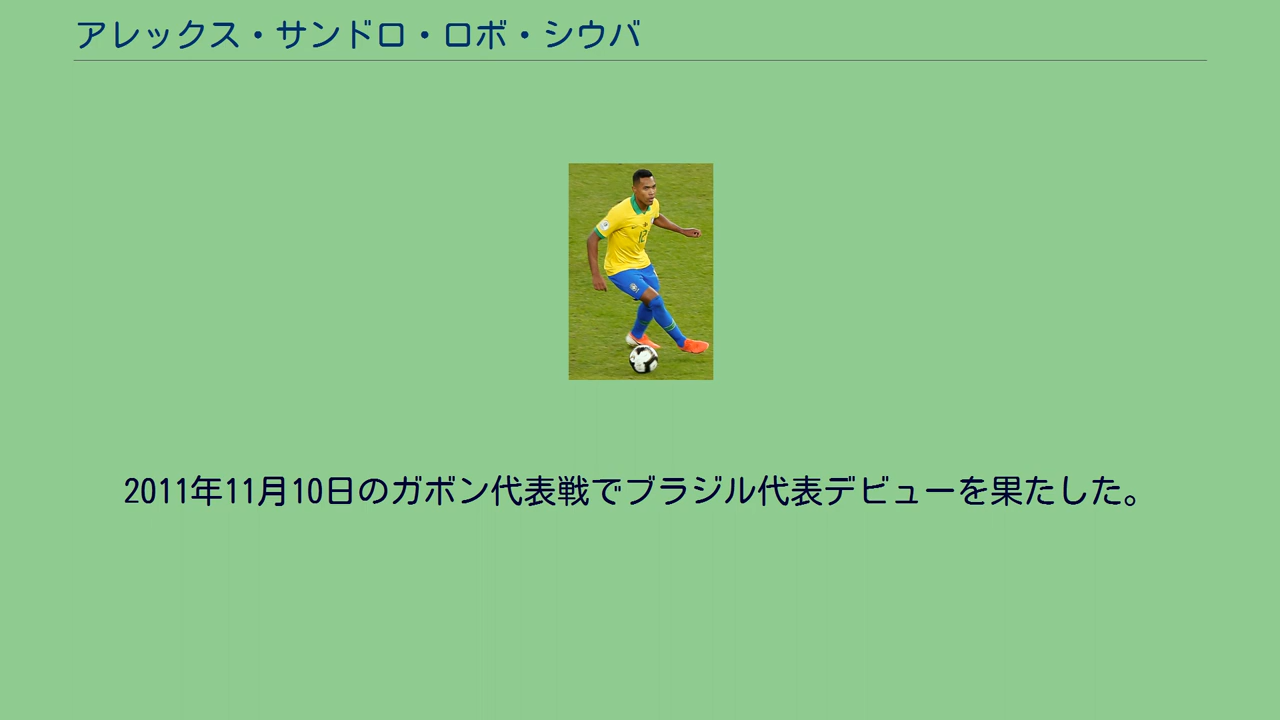 アレックス・サンドロ・ロボ・シウバ
12
2011年11月10日のガボン代表戦でブラジル代表デビューを果たした。